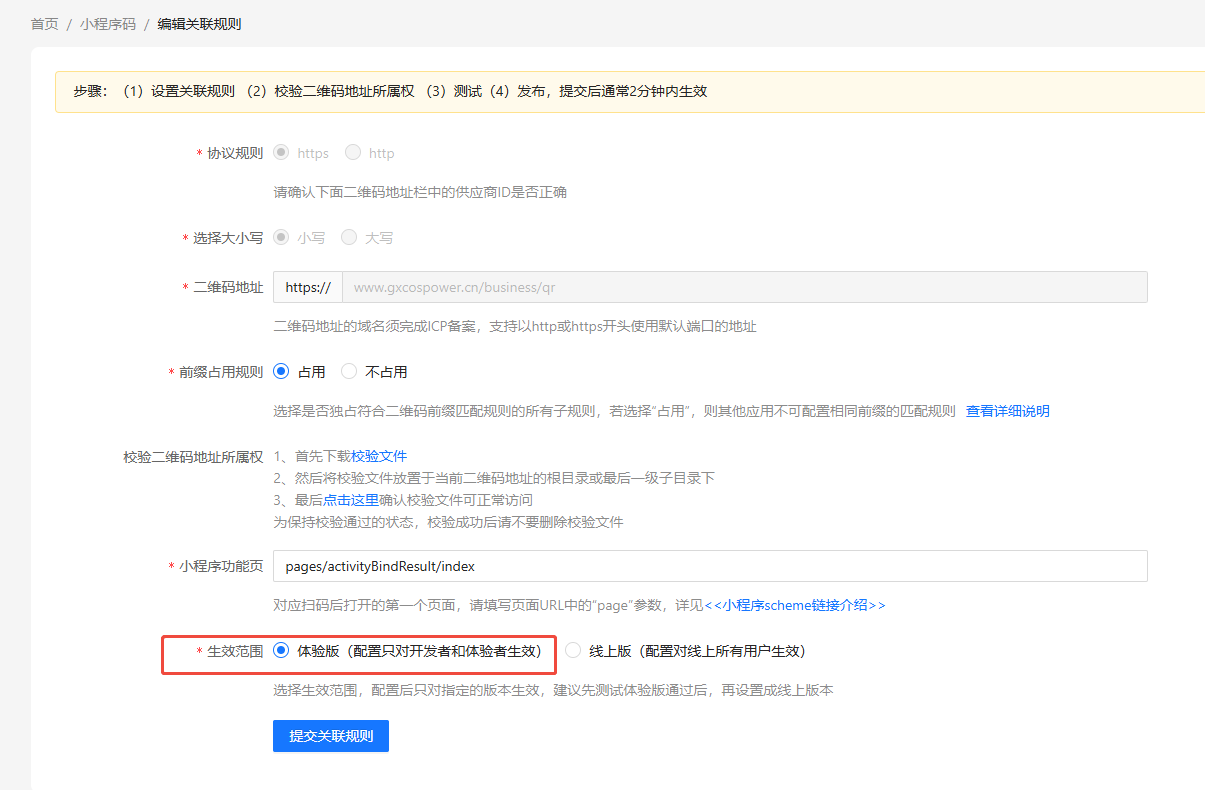 首页 / 小程序码 / 编辑关联规则
步骤：（1）设置关联规则 （2）校验二维码地址所属权 （3）测试（4）发布，提交后通常2分钟内生效
* 协议规则 https http
请确认下面二维码地址栏中的供应商ID是否正确
* 选择大小写 小写 大写
* 二维码地址 https:// www.gxcospower.cn/business/qr
二维码地址的域名须完成ICP备案，支持以http或https开头使用默认端口的地址
* 前缀占用规则 占用 不占用
选择是否独占符合二维码前缀匹配规则的所有子规则，若选择“占用”，则其他应用不可配置相同前缀的匹配规则 查看详细说明
校验二维码地址所属权 1、首先下载校验文件
2、然后将校验文件放置于当前二维码地址的根目录或最后一级子目录下
3、最后点击这里确认校验文件可正常访问
为保持校验通过的状态，校验成功后请不要删除校验文件
* 小程序功能页 pages/activityBindResult/index
对应扫码后打开的第一个页面，请填写页面URL中的“page”参数，详见<<小程序scheme链接介绍>>
* 生效范围 体验版（配置只对开发者和体验者生效） 线上版（配置对线上所有用户生效）
选择生效范围，配置后只对指定的版本生效，建议先测试体验版通过后，再设置成线上版本
提交关联规则